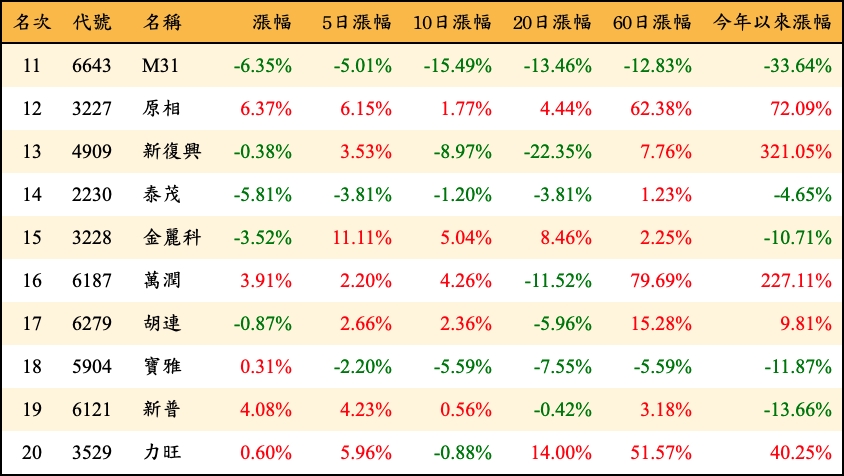 名次 代號 名稱 漲幅 5日漲幅 10日漲幅 20日漲幅 60日漲幅 今年以來漲幅
11 6643 M31 -6.35% -5.01% -15.49% -13.46% -12.83% -33.64%
12 3227 原相 6.37% 6.15% 1.77% 4.44% 62.38% 72.09%
13 4909 新復興 -0.38% 3.53% -8.97% -22.35% 7.76% 321.05%
14 2230 泰茂 -5.81% -3.81% -1.20% -3.81% 1.23% -4.65%
15 3228 金麗科 -3.52% 11.11% 5.04% 8.46% 2.25% -10.71%
16 6187 萬潤 3.91% 2.20% 4.26% -11.52% 79.69% 227.11%
17 6279 胡連 -0.87% 2.66% 2.36% -5.96% 15.28% 9.81%
18 5904 寶雅 0.31% -2.20% -5.59% -7.55% -5.59% -11.87%
19 6121 新普 4.08% 4.23% 0.56% -0.42% 3.18% -13.66%
20 3529 力旺 0.60% 5.96% -0.88% 14.00% 51.57% 40.25%